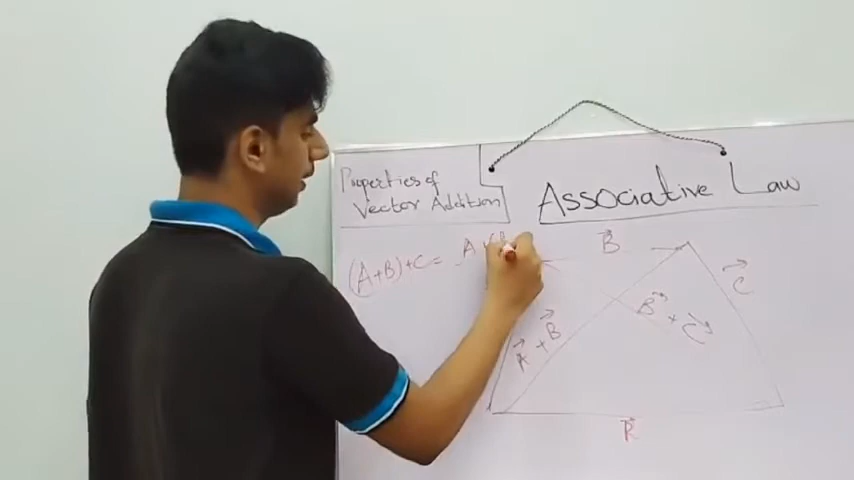 Properties of
Vector Addition
Associative Law
(A+B)+C = A+(B
B
C
A + B
B + C
R